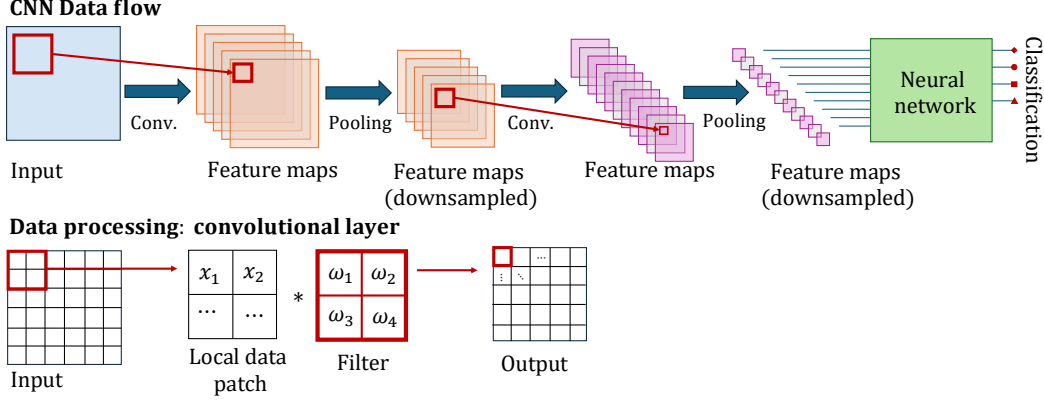 CNN Data flow
Conv.
Pooling
Conv.
Pooling
Neural
network
Classification
Input
Feature maps
Feature maps
(downsampled)
Feature maps
Feature maps
(downsampled)
Data processing: convolutional layer
x₁ x₂
... ...
*
ω₁ ω₂
ω₃ ω₄
...
⋮ ⋱
Input
Local data
patch
Filter
Output